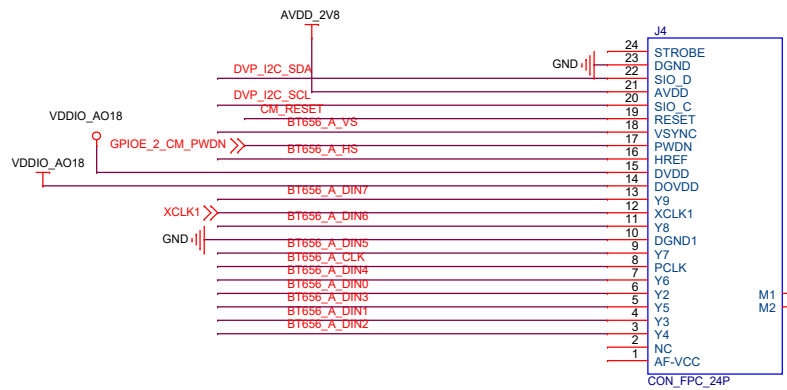 AVDD_2V8
J4
24 STROBE
GND 23 DGND
DVP_I2C_SDA 22 SIO_D
21 AVDD
DVP_I2C_SCL 20 SIO_C
CM_RESET 19 RESET
BT656_A_VS 18 VSYNC
VDDIO_AO18
GPIOE_2_CM_PWDN 17 PWDN
BT656_A_HS 16 HREF
15 DVDD
VDDIO_AO18
14 DOVDD
BT656_A_DIN7 13 Y9
XCLK1 12 XCLK1
BT656_A_DIN6 11 Y8
GND 10 DGND1
BT656_A_DIN5 9 Y7
BT656_A_CLK 8 PCLK
BT656_A_DIN4 7 Y6
BT656_A_DIN0 6 Y2 M1
BT656_A_DIN3 5 Y5 M2
BT656_A_DIN1 4 Y3
BT656_A_DIN2 3 Y4
2 NC
1 AF-VCC
CON_FPC_24P